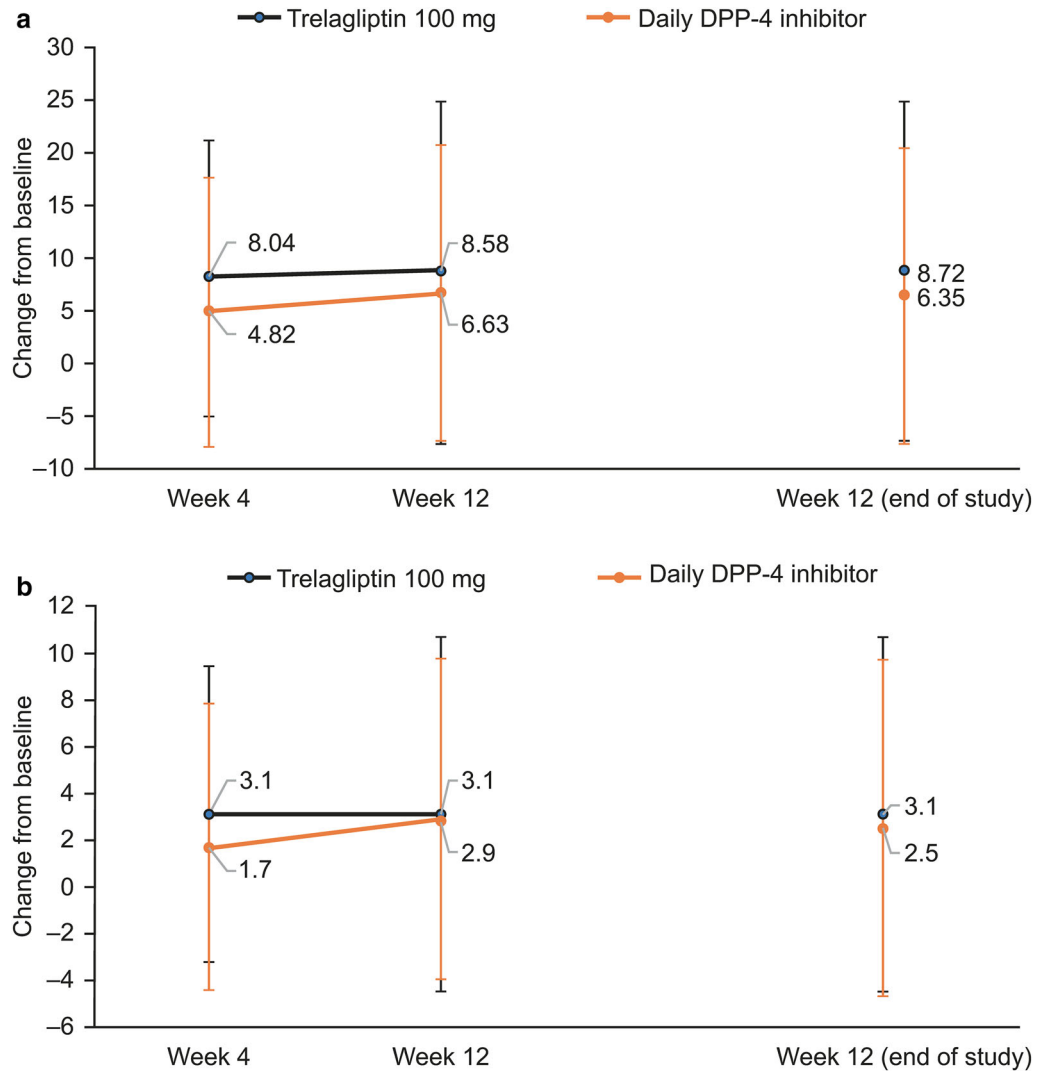 a
Trelagliptin 100 mg
Daily DPP-4 inhibitor
Change from baseline
30
25
20
15
10
5
0
–5
–10
8.04
4.82
8.58
6.63
8.72
6.35
Week 4
Week 12
Week 12 (end of study)
b
Trelagliptin 100 mg
Daily DPP-4 inhibitor
Change from baseline
12
10
8
6
4
2
0
–2
–4
–6
3.1
1.7
3.1
2.9
3.1
2.5
Week 4
Week 12
Week 12 (end of study)